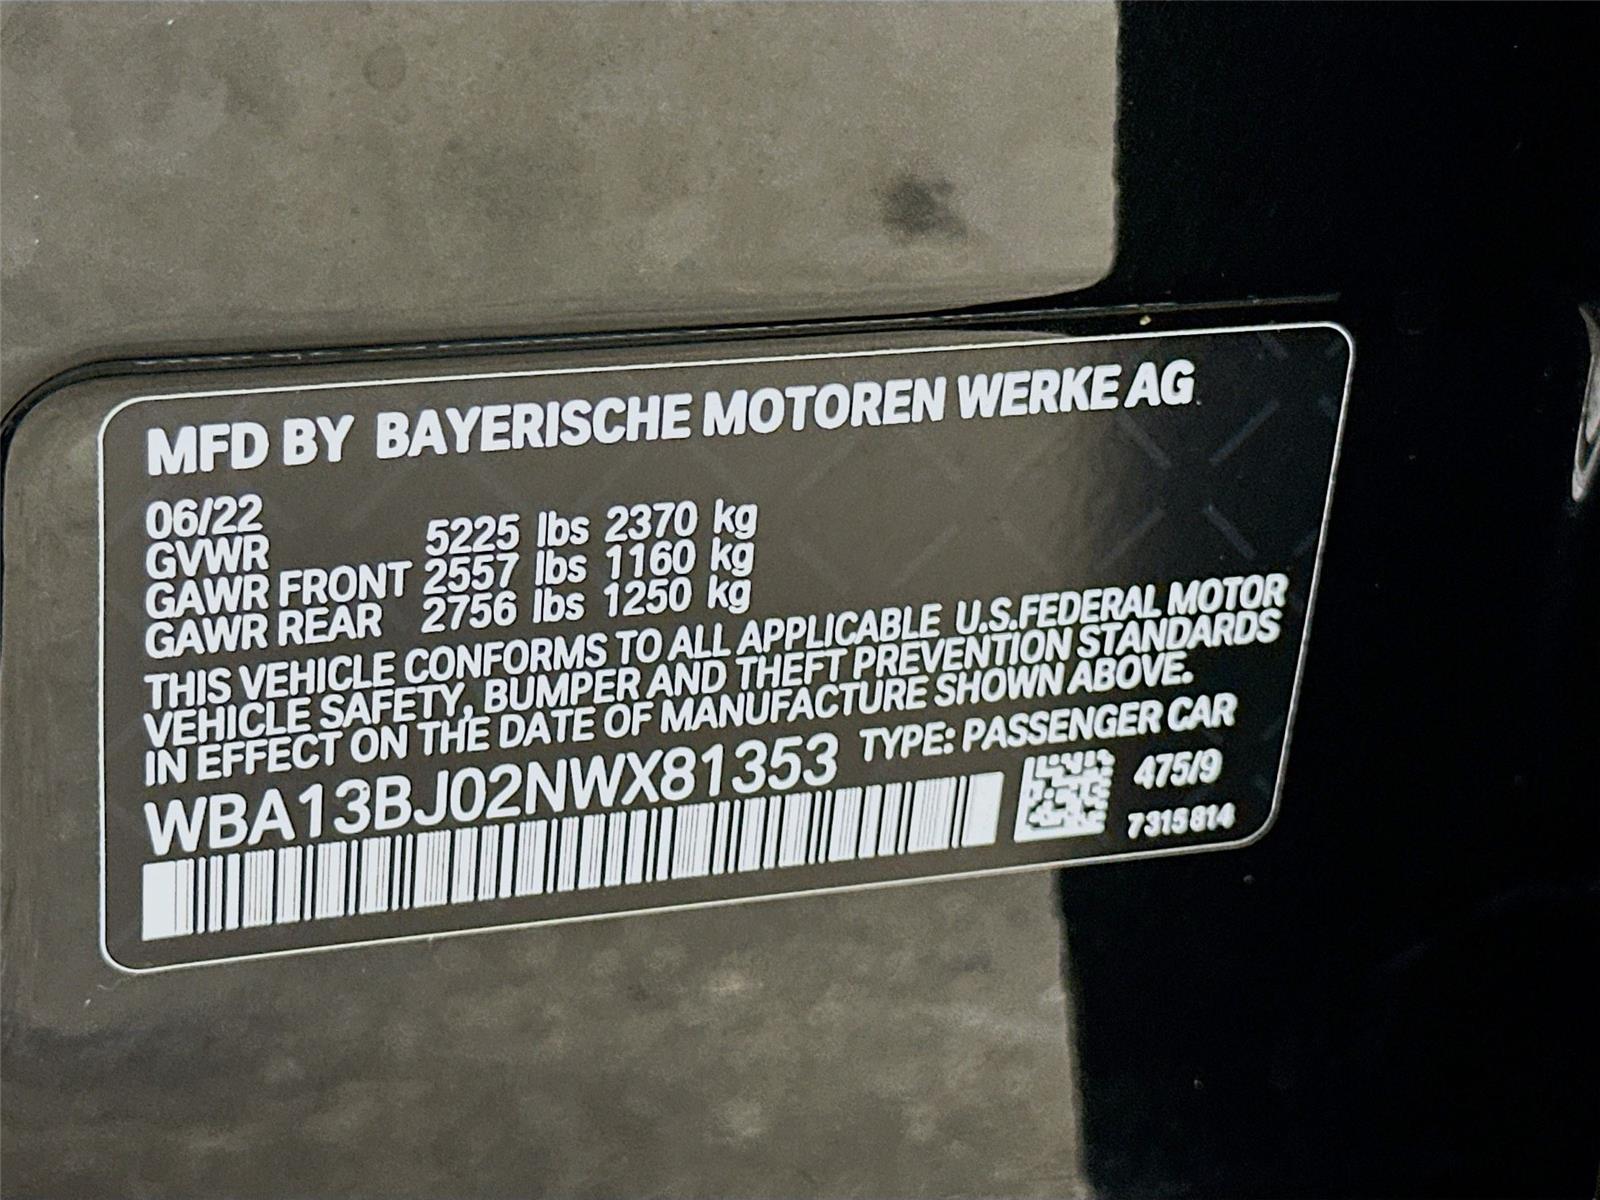 MFD BY BAYERISCHE MOTOREN WERKE AG
06/22
GVWR 5225 lbs 2370 kg
GAWR FRONT 2557 lbs 1160 kg
GAWR REAR 2756 lbs 1250 kg
THIS VEHICLE CONFORMS TO ALL APPLICABLE U.S.FEDERAL MOTOR
VEHICLE SAFETY, BUMPER AND THEFT PREVENTION STANDARDS
IN EFFECT ON THE DATE OF MANUFACTURE SHOWN ABOVE.
WBA13BJ02NWX81353 TYPE: PASSENGER CAR
475/9
7315814